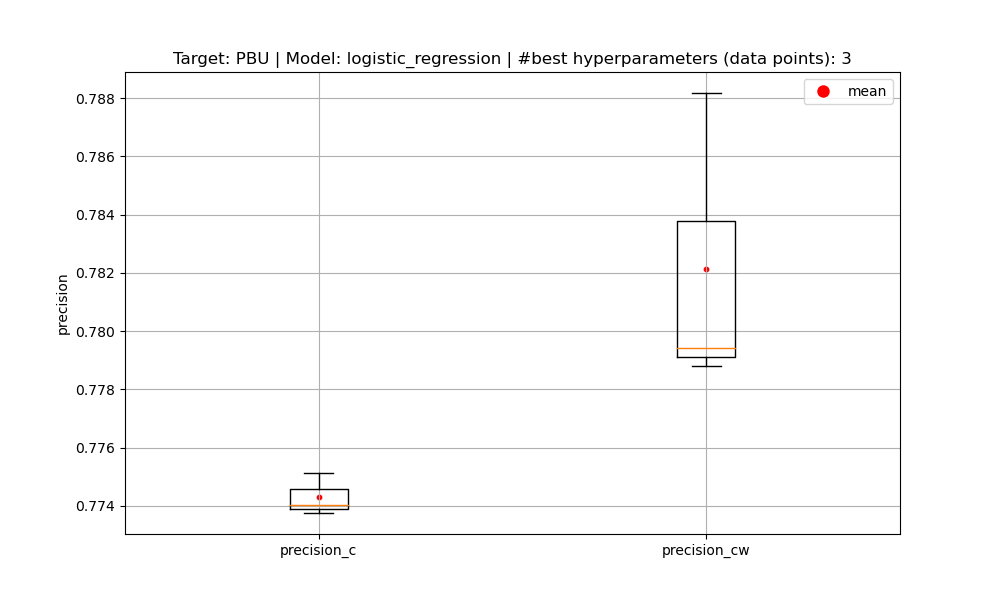 Target: PBU | Model: logistic_regression | #best hyperparameters (data points): 3
mean
0.788
0.786
0.784
0.782
0.780
0.778
0.776
0.774
precision
precision_c
precision_cw